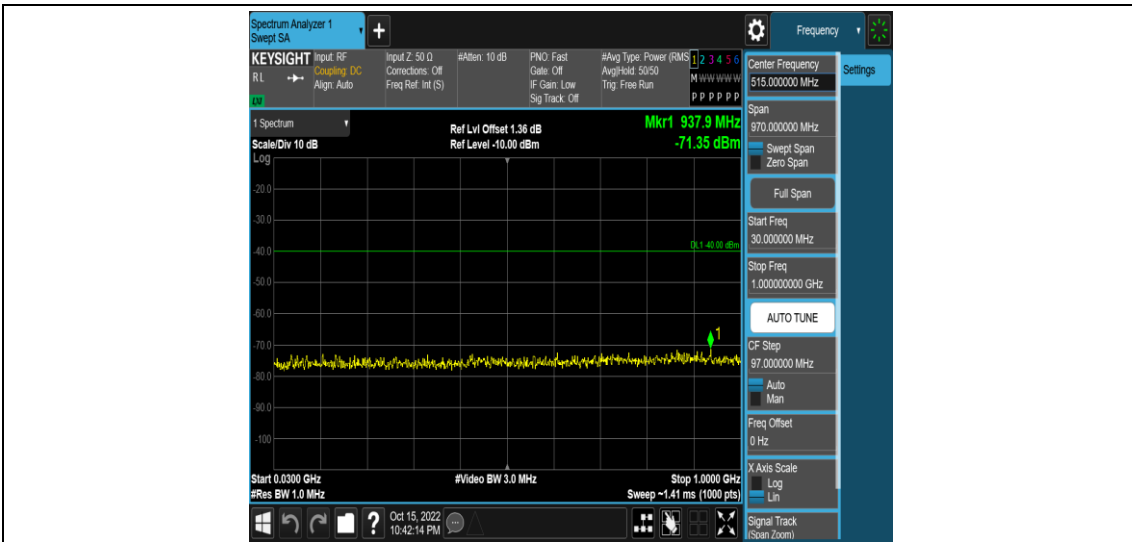 Spectrum Analyzer 1
Swept SA
+
Frequency
KEYSIGHT
RL
LXI
Input: RF
Coupling: DC
Align: Auto
Input Z: 50 Ω
Corrections: Off
Freq Ref: Int (S)
#Atten: 10 dB
PNO: Fast
Gate: Off
IF Gain: Low
Sig Track: Off
#Avg Type: Power (RMS
Avg|Hold: 50/50
Trig: Free Run
1 2 3 4 5 6
M W W W W W
P P P P P P
1 Spectrum
Scale/Div 10 dB
Log
Ref Lvl Offset 1.36 dB
Ref Level -10.00 dBm
Mkr1 937.9 MHz
-71.35 dBm
-20.0
-30.0
-40.0
-50.0
-60.0
-70.0
-80.0
-90.0
-100
DL1 -40.00 dBm
1
Start 0.0300 GHz
#Res BW 1.0 MHz
#Video BW 3.0 MHz
Stop 1.0000 GHz
Sweep ~1.41 ms (1000 pts)
?
Oct 15, 2022
10:42:14 PM
Center Frequency
515.000000 MHz
Span
970.000000 MHz
Swept Span
Zero Span
Full Span
Start Freq
30.000000 MHz
Stop Freq
1.000000000 GHz
AUTO TUNE
CF Step
97.000000 MHz
Auto
Man
Freq Offset
0 Hz
X Axis Scale
Log
Lin
Signal Track
(Span Zoom)
Settings